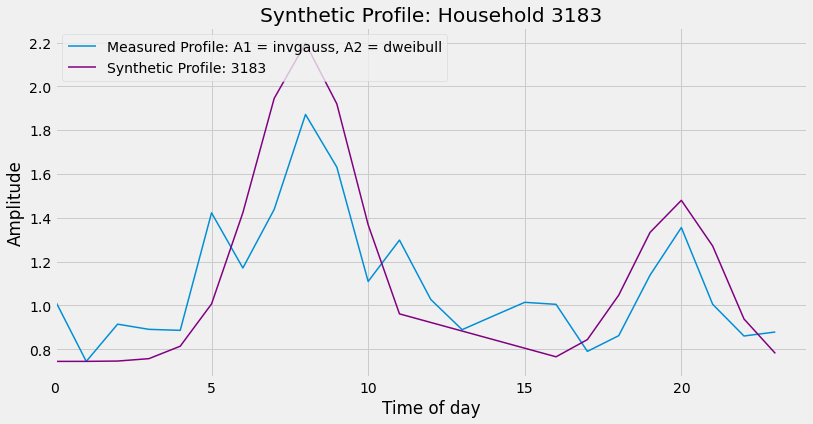 Synthetic Profile: Household 3183
Measured Profile: A1 = invgauss, A2 = dweibull
Synthetic Profile: 3183
Amplitude
2.2
2.0
1.8
1.6
1.4
1.2
1.0
0.8
0 5 10 15 20
Time of day